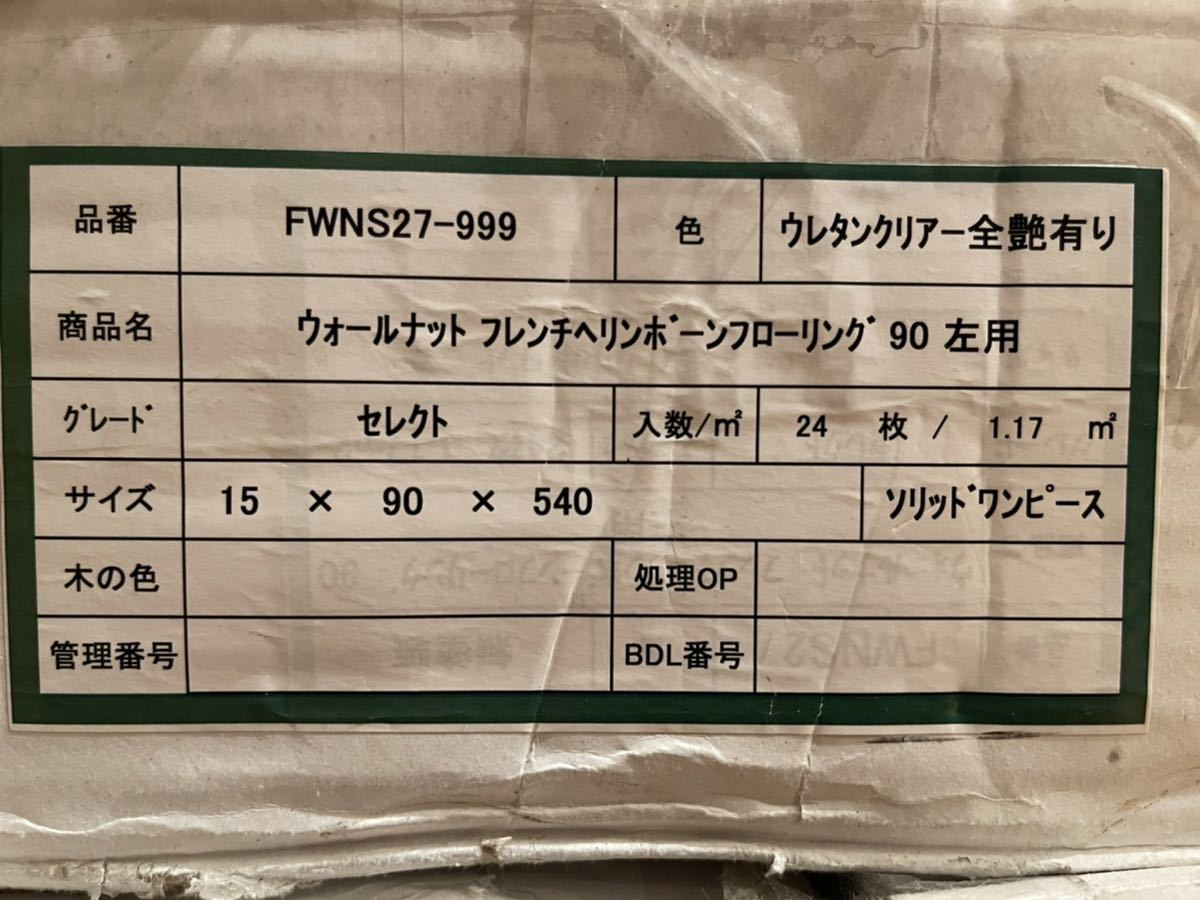 品番 FWNS27-999 色 ｳﾚﾀﾝｸﾘｱｰ全艶有り
商品名 ｳｫｰﾙﾅｯﾄ ﾌﾚﾝﾁﾍﾘﾝﾎﾞｰﾝﾌﾛｰﾘﾝｸﾞ 90 左用
ｸﾞﾚｰﾄﾞ セレクト 入数/㎡ 24 枚 / 1.17 ㎡
サイズ 15 × 90 × 540 ｿﾘｯﾄﾞﾜﾝﾋﾟｰｽ
木の色 処理OP
管理番号 BDL番号